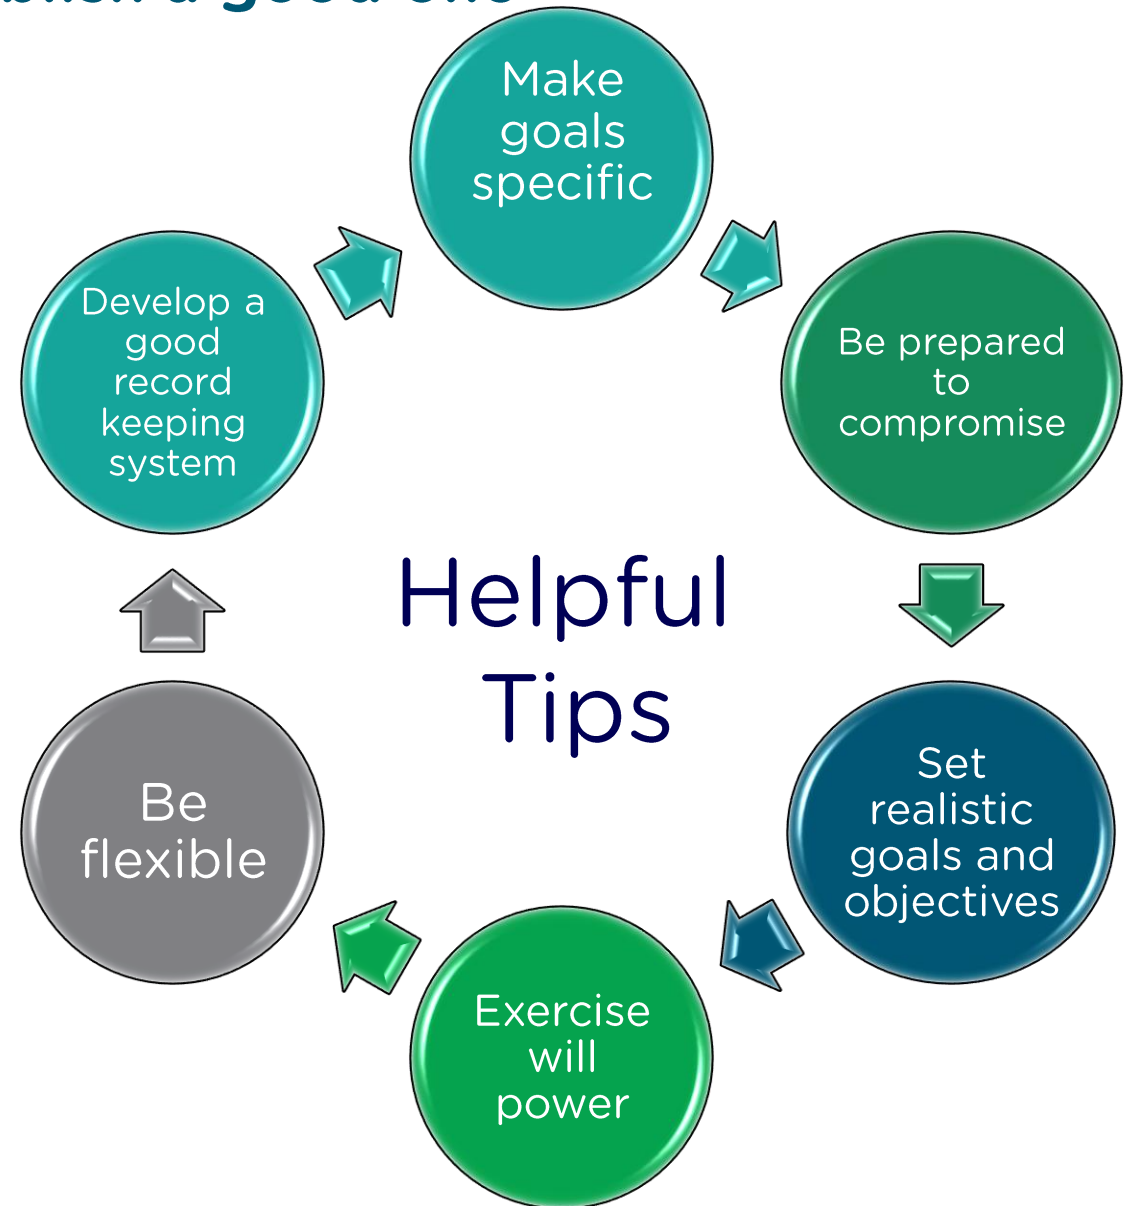 a good
Make
goals
specific
Be prepared
to
compromise
Set
realistic
goals and
objectives
Exercise
will
power
Be
flexible
Develop a
good
record
keeping
system
Helpful
Tips